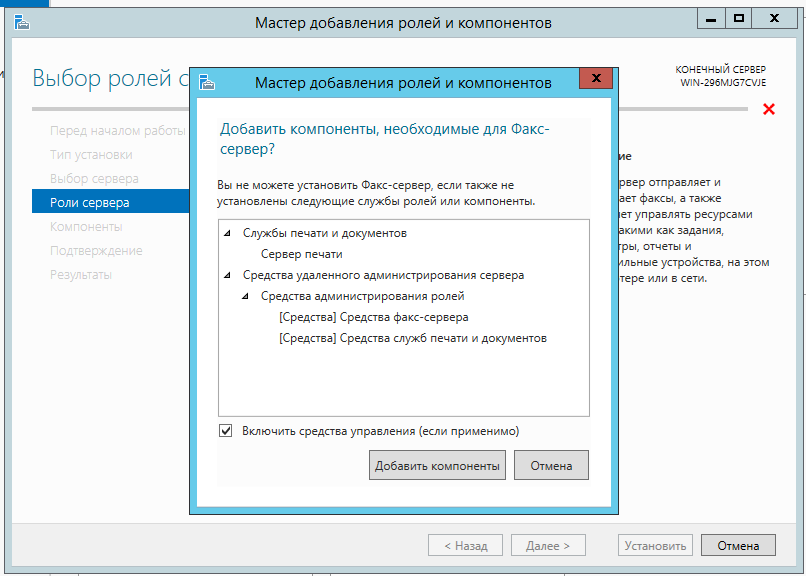 Мастер добавления ролей и компонентов
Выбор ролей с
КОНЕЧНЫЙ СЕРВЕР
WIN-296MJG7CVJE
Перед началом работы
Тип установки
Выбор сервера
Роли сервера
Компоненты
Подтверждение
Результаты
Мастер добавления ролей и компонентов
Добавить компоненты, необходимые для Факс-
сервер?
Вы не можете установить Факс-сервер, если также не
установлены следующие службы ролей или компоненты.
Службы печати и документов
Сервер печати
Средства удаленного администрирования сервера
Средства администрирования ролей
[Средства] Средства факс-сервера
[Средства] Средства служб печати и документов
Включить средства управления (если применимо)
Добавить компоненты
Отмена
ие
рвер отправляет и
ает факсы, а также
яет управлять ресурсами
акими как задания,
тры, отчеты и
ильные устройства, на этом
тере или в сети.
< Назад
Далее >
Установить
Отмена